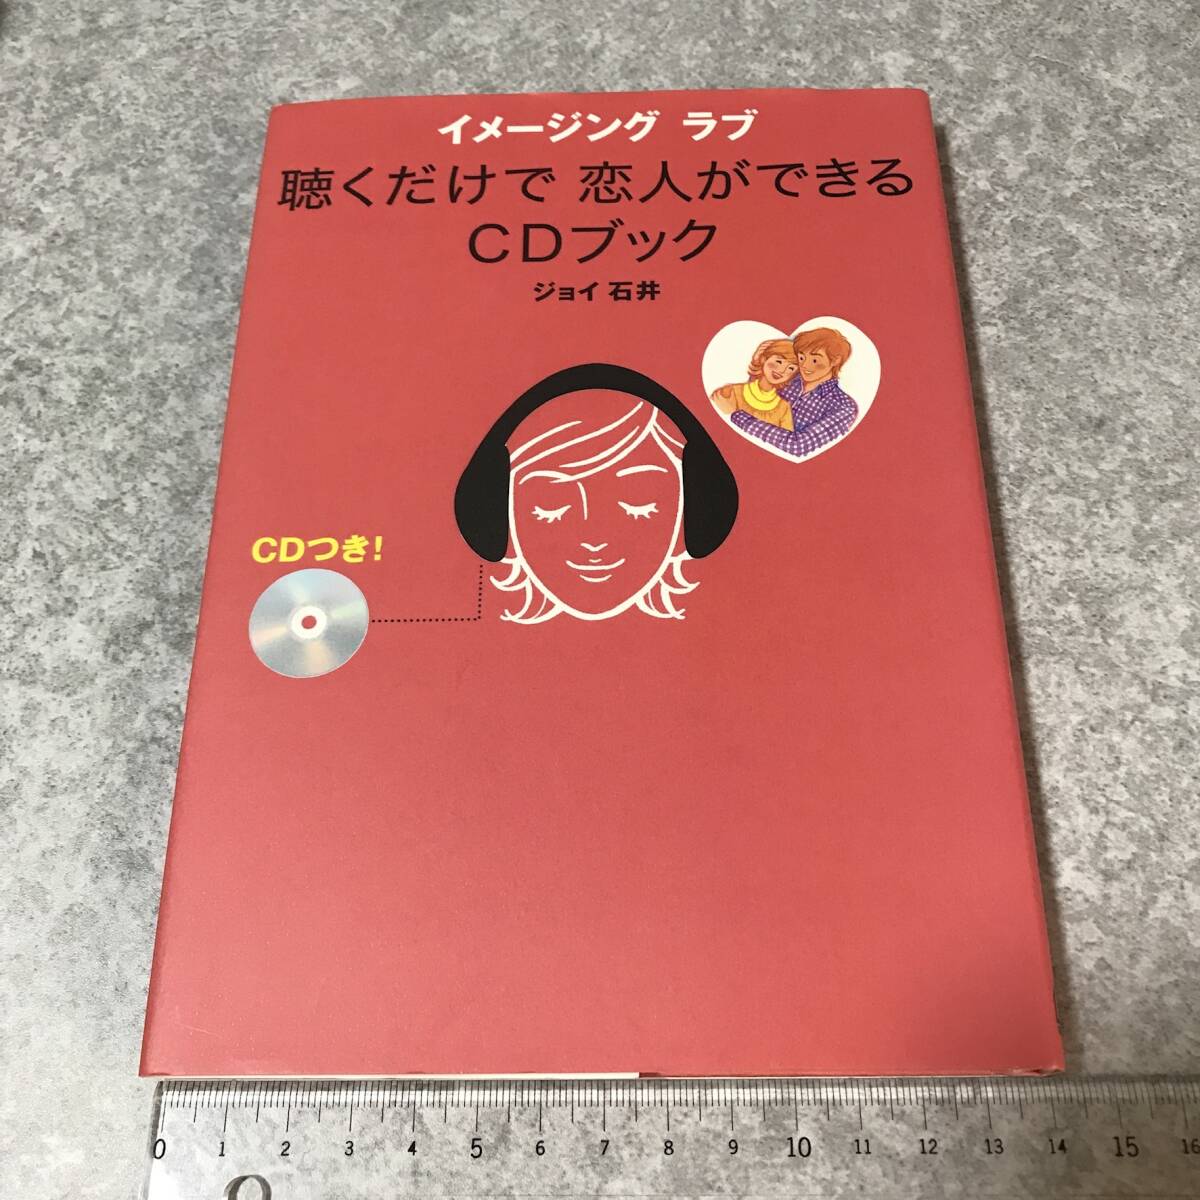 イメージング ラブ
聴くだけで 恋人ができる
CDブック
ジョイ 石井
CDつき!
0 1 2 3 4 5 6 7 8 9 10 11 12 13 14 15 16